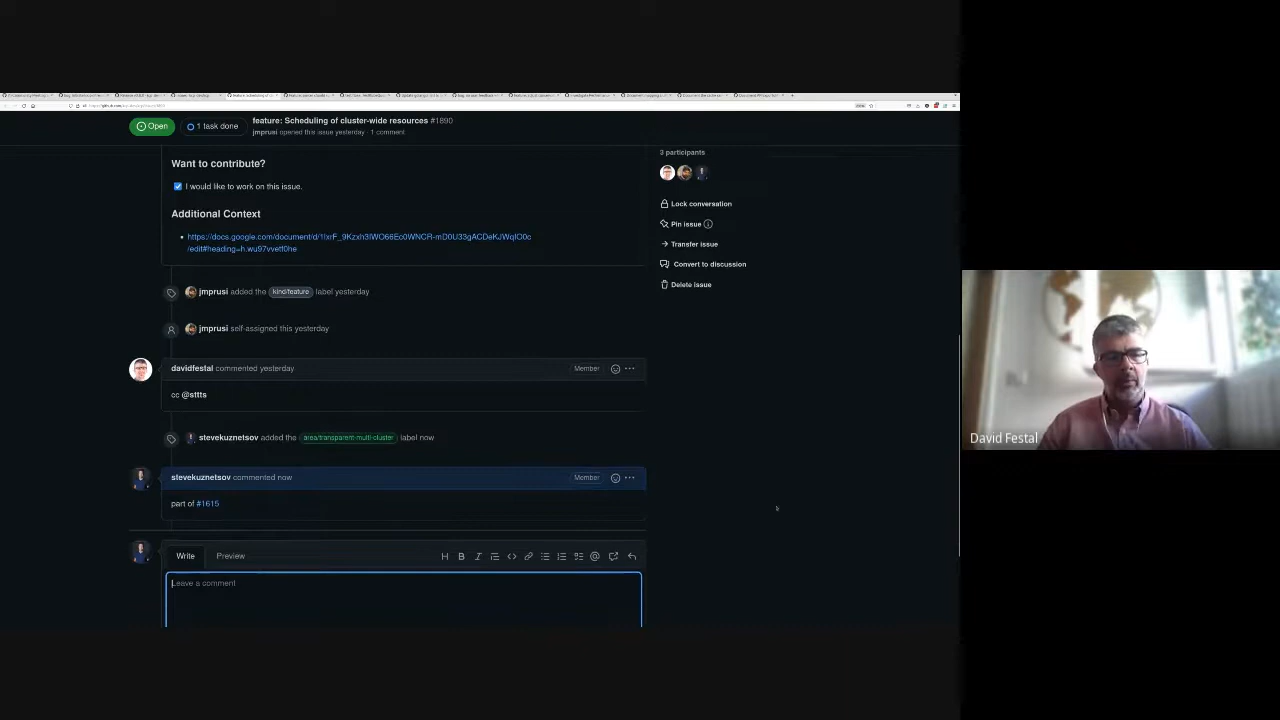 Open
1 task done
feature: Scheduling of cluster-wide resources #1890
jmprusi opened this issue yesterday · 1 comment
Want to contribute?
I would like to work on this issue.
Additional Context
/edit#heading=h.wu97vvetf0he
jmprusi added the kind/feature label yesterday
jmprusi self-assigned this yesterday
davidfestal commented yesterday
Member
cc @sttts
stevekuznetsov added the area/transparent-multi-cluster label now
stevekuznetsov commented now
Member
part of #1615
Write
Preview
Leave a comment
3 participants
Lock conversation
Pin issue
Transfer issue
Convert to discussion
Delete issue
David Festal